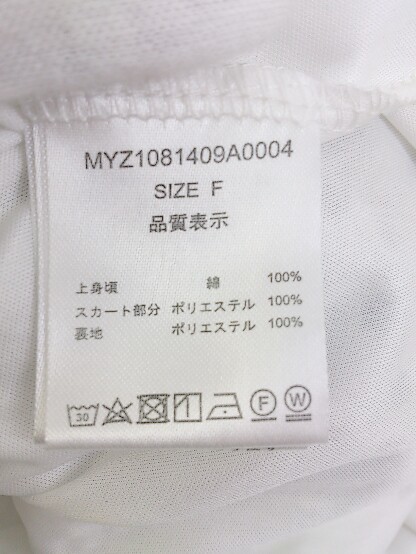 MYZ1081409A0004
SIZE F
品質表示
上身頃 綿 100%
スカート部分 ポリエステル 100%
裏地 ポリエステル 100%
30 F W